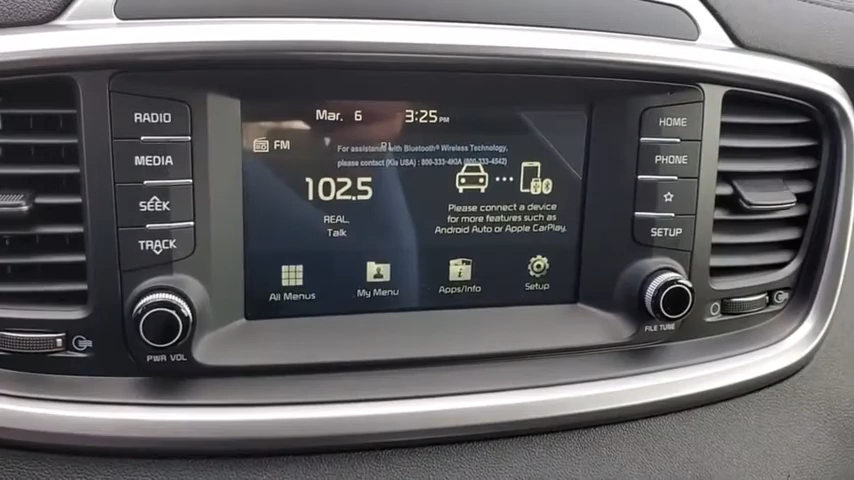 RADIO
MEDIA
SEEK
TRACK
PWR VOL
Mar. 6
3:25 PM
FM
For assistance with Bluetooth® Wireless Technology,
please contact (Kia USA) : 800-333-4KIA (800-333-4542)
102.5
REAL.
Talk
Please connect a device
for more features such as
Android Auto or Apple CarPlay.
All Menus
My Menu
Apps/Info
Setup
HOME
PHONE
SETUP
FILE TUNE